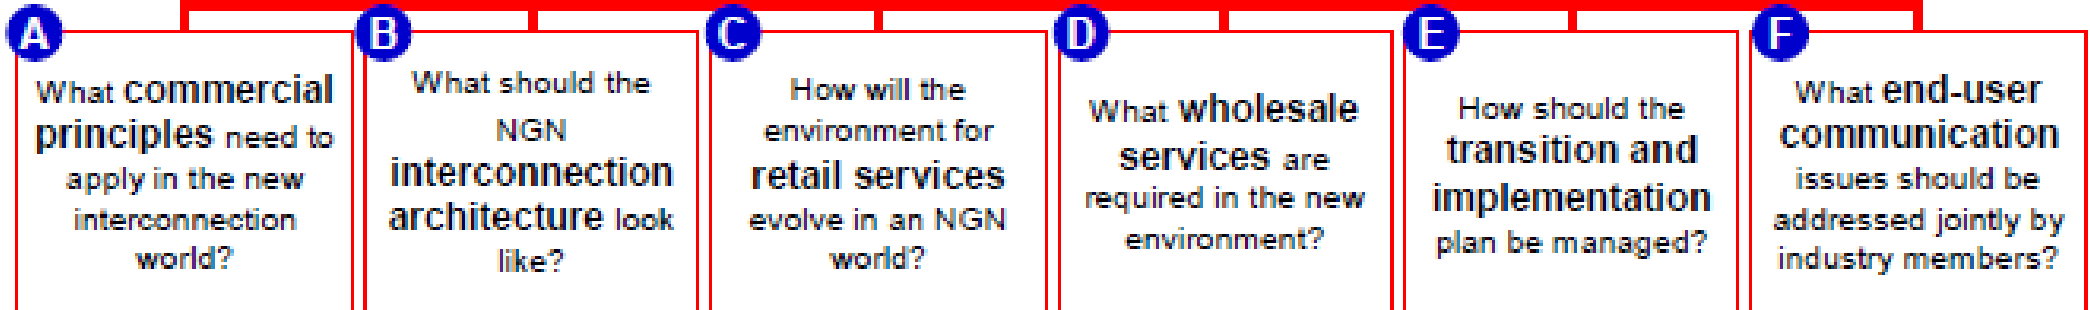 A
What commercial
principles need to
apply in the new
interconnection
world?
B
What should the
NGN
interconnection
architecture look
like?
C
How will the
environment for
retail services
evolve in an NGN
world?
D
What wholesale
services are
required in the new
environment?
E
How should the
transition and
implementation
plan be managed?
F
What end-user
communication
issues should be
addressed jointly by
industry members?